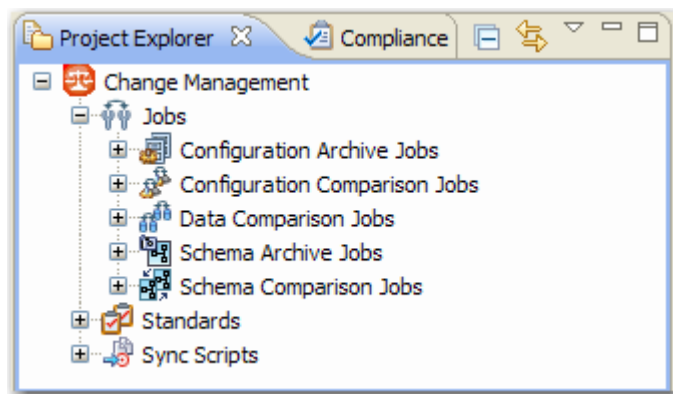 Project Explorer Compliance
Change Management
Jobs
Configuration Archive Jobs
Configuration Comparison Jobs
Data Comparison Jobs
Schema Archive Jobs
Schema Comparison Jobs
Standards
Sync Scripts